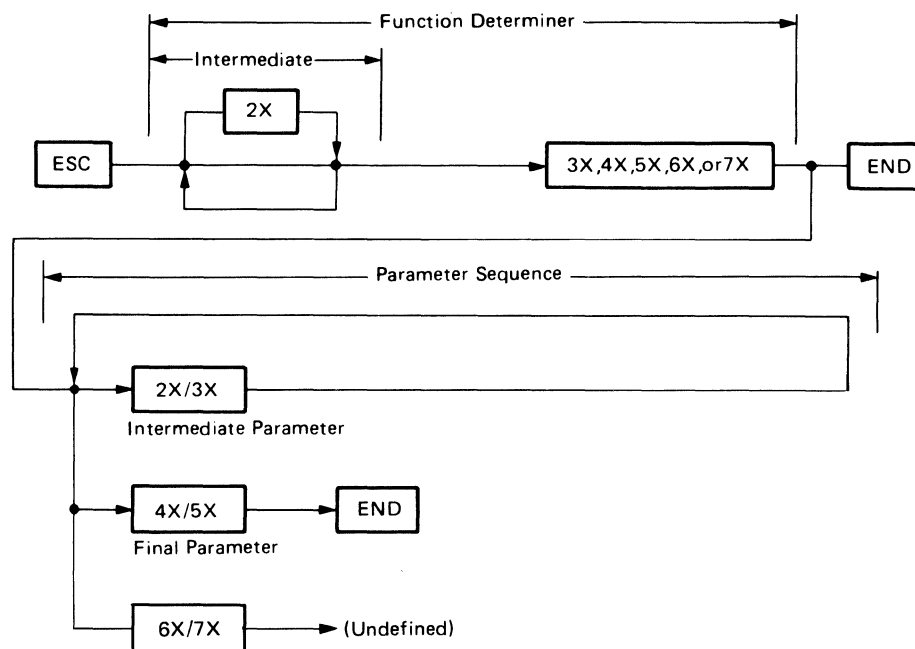 Function Determiner
Intermediate
2X
ESC
3X,4X,5X,6X,or7X
END
Parameter Sequence
2X/3X
Intermediate Parameter
4X/5X
END
Final Parameter
6X/7X
(Undefined)